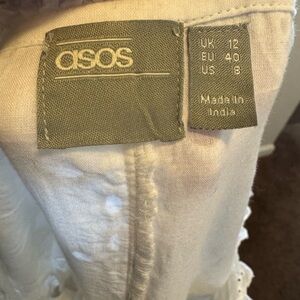 asos
UK 12
EU 40
US 8
Made in
India